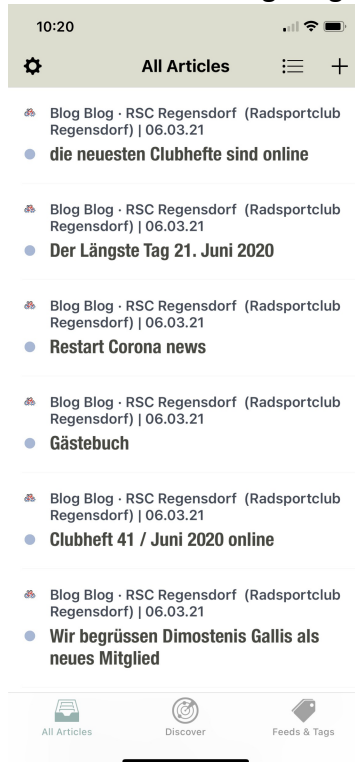 10:20
All Articles
Blog Blog · RSC Regensdorf (Radsportclub
Regensdorf) | 06.03.21
die neuesten Clubhefte sind online
Blog Blog · RSC Regensdorf (Radsportclub
Regensdorf) | 06.03.21
Der Längste Tag 21. Juni 2020
Blog Blog · RSC Regensdorf (Radsportclub
Regensdorf) | 06.03.21
Restart Corona news
Blog Blog · RSC Regensdorf (Radsportclub
Regensdorf) | 06.03.21
Gästebuch
Blog Blog · RSC Regensdorf (Radsportclub
Regensdorf) | 06.03.21
Clubheft 41 / Juni 2020 online
Blog Blog · RSC Regensdorf (Radsportclub
Regensdorf) | 06.03.21
Wir begrüssen Dimostenis Gallis als
neues Mitglied
All Articles
Discover
Feeds & Tags